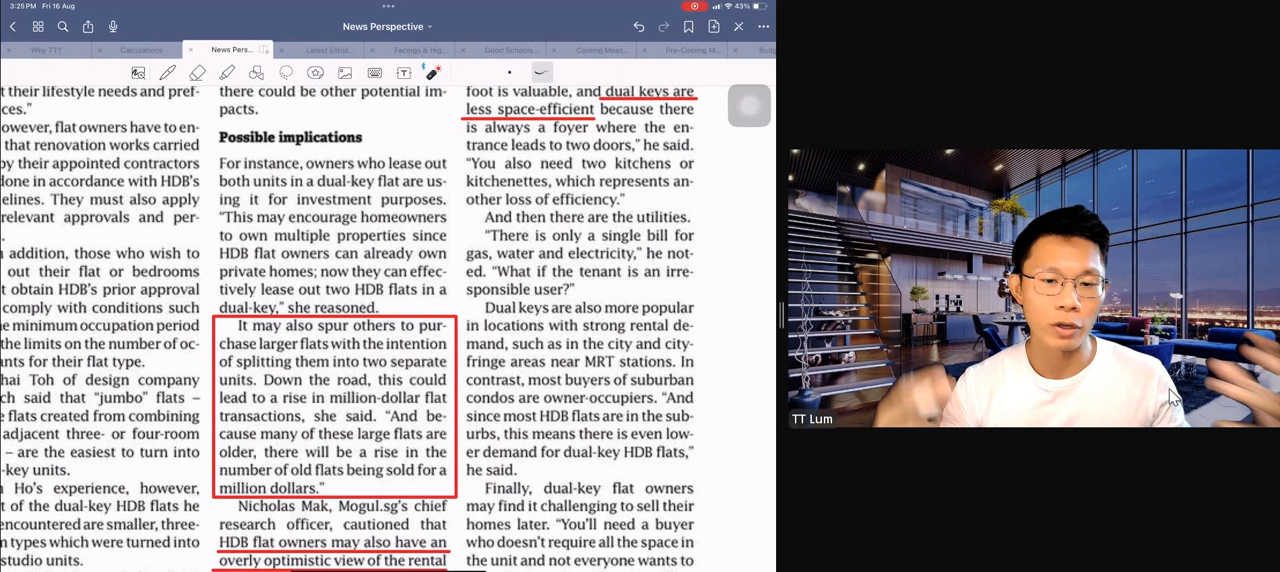 3:25 PM Fri 16 Aug
43%
News Perspective
Why TT?
Calculations
News Pers...
Latest EIBst...
Facings & Hig...
Good Schools...
Cooling Meas...
Pre-Cooling M...
Budg
t their lifestyle needs and pref-
ces."
owever, flat owners have to en-
that renovation works carried
by their appointed contractors
done in accordance with HDB's
elines. They must also apply
relevant approvals and per-
.
addition, those who wish to
out their flat or bedrooms
t obtain HDB's prior approval
comply with conditions such
e minimum occupation period
the limits on the number of oc-
nts for their flat type.
hai Toh of design company
ch said that "jumbo" flats –
flats created from combining
adjacent three- or four-room
– are the easiest to turn into
-key units.
n Ho's experience, however,
t of the dual-key HDB flats he
encountered are smaller, three-
m types which were turned into
studio units.
there could be other potential im-
pacts.
Possible implications
For instance, owners who lease out
both units in a dual-key flat are us-
ing it for investment purposes.
"This may encourage homeowners
to own multiple properties since
HDB flat owners can already own
private homes; now they can effec-
tively lease out two HDB flats in a
dual-key," she reasoned.
It may also spur others to pur-
chase larger flats with the intention
of splitting them into two separate
units. Down the road, this could
lead to a rise in million-dollar flat
transactions, she said. "And be-
cause many of these large flats are
older, there will be a rise in the
number of old flats being sold for a
million dollars."
Nicholas Mak, Mogul.sg's chief
research officer, cautioned that
HDB flat owners may also have an
overly optimistic view of the rental
foot is valuable, and dual keys are
less space-efficient because there
is always a foyer where the en-
trance leads to two doors," he said.
"You also need two kitchens or
kitchenettes, which represents an-
other loss of efficiency."
And then there are the utilities.
"There is only a single bill for
gas, water and electricity," he not-
ed. "What if the tenant is an irre-
sponsible user?"
Dual keys are also more popular
in locations with strong rental de-
mand, such as in the city and city-
fringe areas near MRT stations. In
contrast, most buyers of suburban
condos are owner-occupiers. "And
since most HDB flats are in the sub-
urbs, this means there is even low-
er demand for dual-key HDB flats,"
he said.
Finally, dual-key flat owners
may find it challenging to sell their
homes later. "You'll need a buyer
who doesn't require all the space in
the unit and not everyone wants to
TT Lum